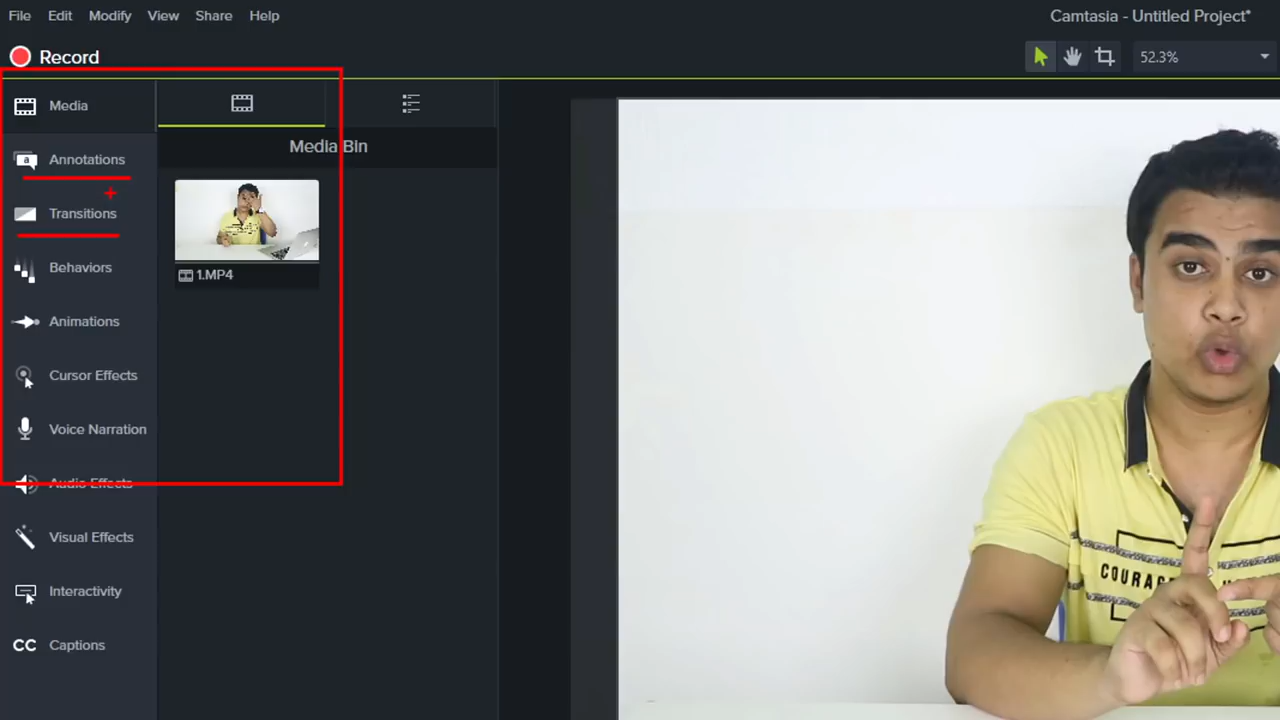 File Edit Modify View Share Help
Camtasia - Untitled Project*
Record
52.3%
Media
Media Bin
Annotations
Transitions
Behaviors
1.MP4
Animations
Cursor Effects
Voice Narration
Audio Effects
Visual Effects
Interactivity
CC Captions